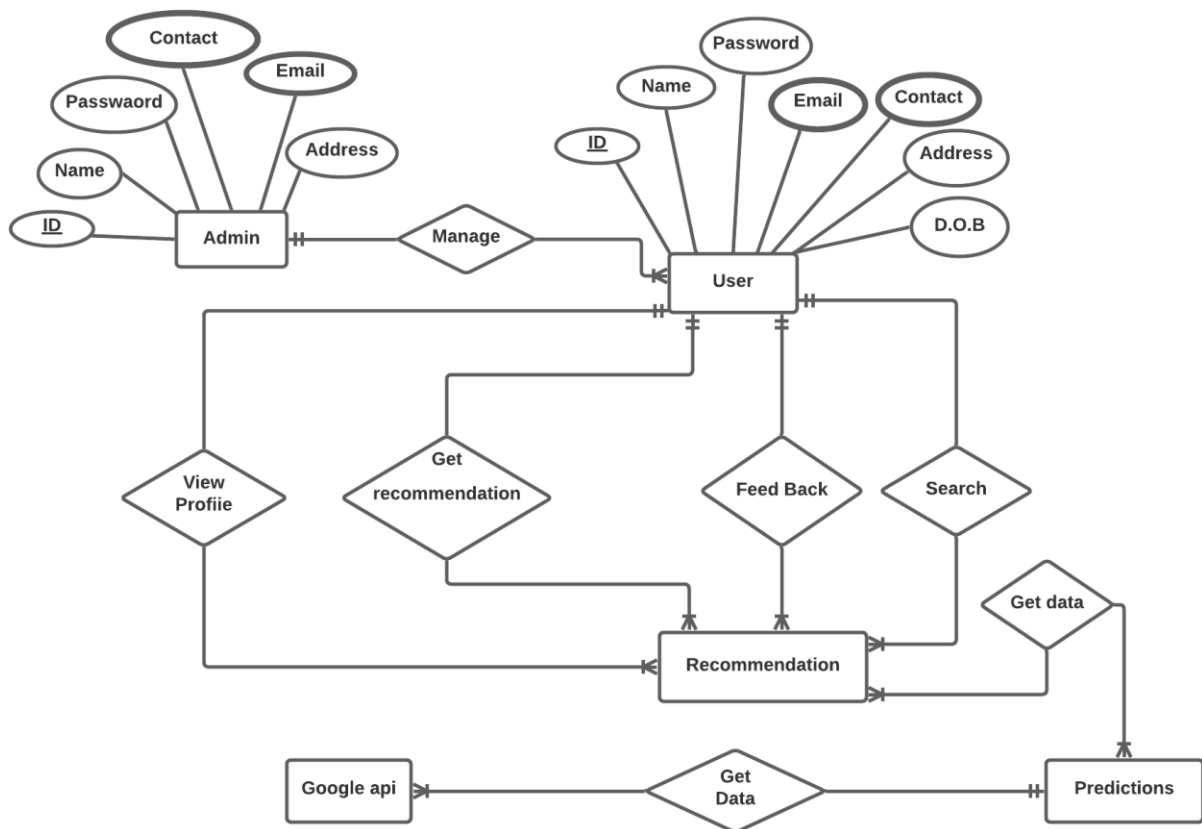 Contact
Email
Passwaord
Address
Name
ID
Admin
Manage
Password
Name
Email
Contact
ID
Address
D.O.B
User
View
Profiie
Get
recommendation
Feed Back
Search
Get data
Recommendation
Google api
Get
Data
Predictions